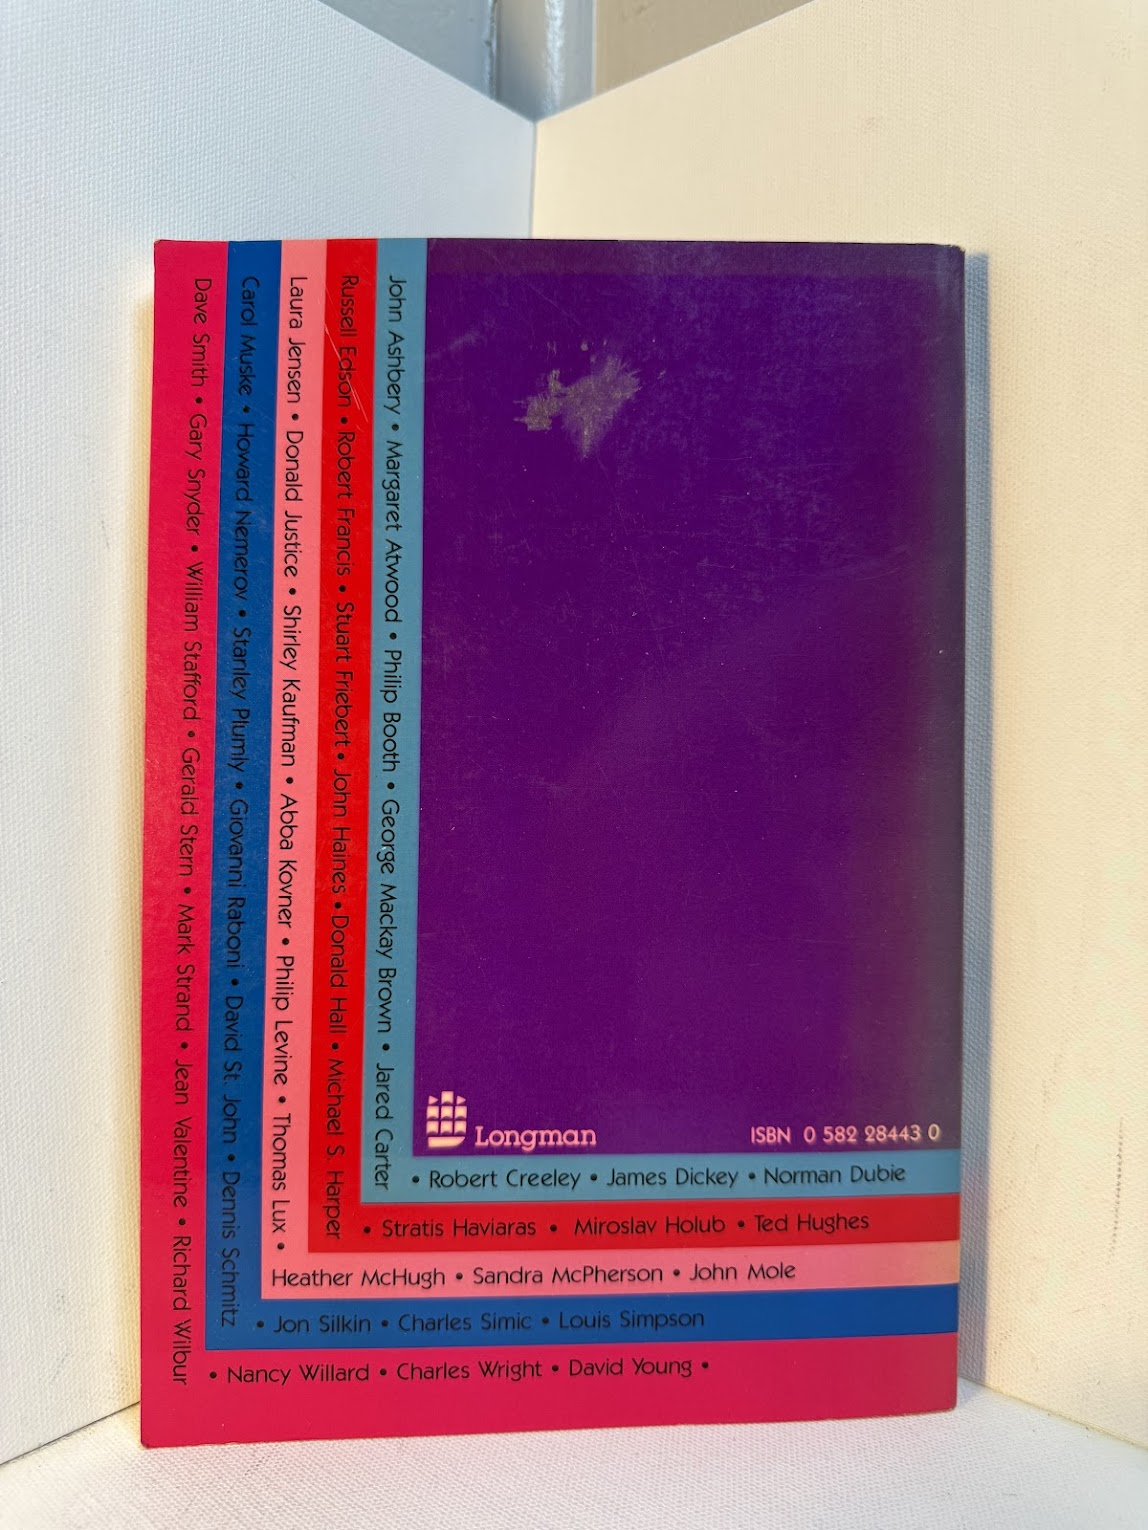 John Ashbery • Margaret Atwood • Philip Booth • George Mackay Brown • Jared Carter
• Robert Creeley • James Dickey • Norman Dubie
Russell Edson • Robert Francis • Stuart Friebert • John Haines • Donald Hall • Michael S. Harper
• Stratis Haviaras • Miroslav Holub • Ted Hughes
Laura Jensen • Donald Justice • Shirley Kaufman • Abba Kovner • Philip Levine • Thomas Lux •
Heather McHugh • Sandra McPherson • John Mole
Carol Muske • Howard Nemerov • Stanley Plumly • Giovanni Raboni • David St. John • Dennis Schmitz
• Jon Silkin • Charles Simic • Louis Simpson
Dave Smith • Gary Snyder • William Stafford • Gerald Stern • Mark Strand • Jean Valentine • Richard Wilbur
• Nancy Willard • Charles Wright • David Young •
Longman
ISBN 0 582 28443 0